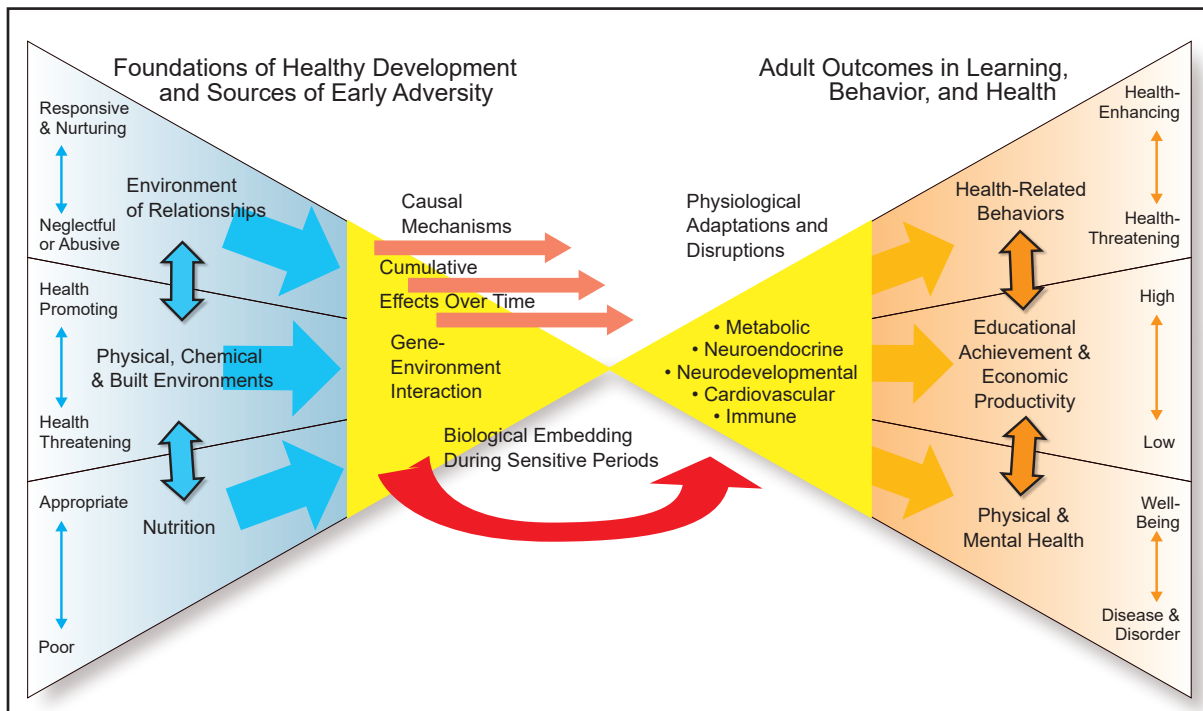 Foundations of Healthy Development
and Sources of Early Adversity
Responsive
& Nurturing
Neglectful
or Abusive
Environment
of Relationships
Health
Promoting
Health
Threatening
Physical, Chemical
& Built Environments
Appropriate
Poor
Nutrition
Causal
Mechanisms
Cumulative
Effects Over Time
Gene-
Environment
Interaction
Biological Embedding
During Sensitive Periods
Physiological
Adaptations and
Disruptions
• Metabolic
• Neuroendocrine
• Neurodevelopmental
• Cardiovascular
• Immune
Adult Outcomes in Learning,
Behavior, and Health
Health-Related
Behaviors
Health-
Enhancing
Health-
Threatening
Educational
Achievement &
Economic
Productivity
High
Low
Physical &
Mental Health
Well-
Being
Disease &
Disorder